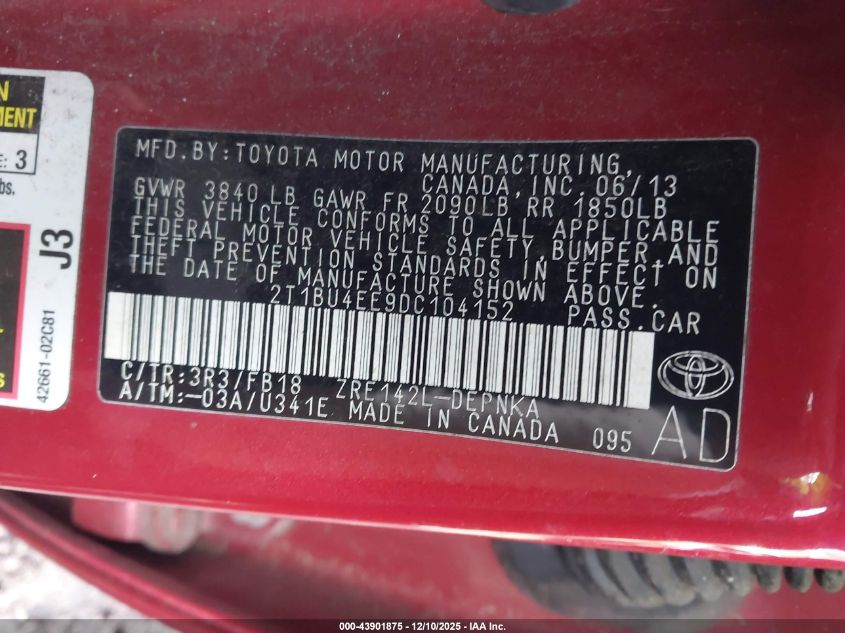 N
MENT
E: 3
bs.
J3
42661-02C81
S
MFD.BY:TOYOTA MOTOR MANUFACTURING,
CANADA,INC. 06/13
GVWR 3840 LB GAWR FR 2090LB RR 1850LB
THIS VEHICLE CONFORMS TO ALL APPLICABLE
FEDERAL MOTOR VEHICLE SAFETY,BUMPER,AND
THEFT PREVENTION STANDARDS IN EFFECT ON
THE DATE OF MANUFACTURE SHOWN ABOVE.
2T1BU4EE9DC104152 PASS.CAR
C/TR:3R3/FB18 ZRE142L-DEPNKA
A/TM:-03A/U341E MADE IN CANADA 095
AD
000-43901875 - 12/10/2025 - IAA Inc.